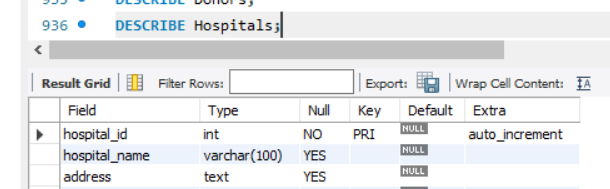 935 DESCRIBE Donors;
936 DESCRIBE Hospitals;
Result Grid Filter Rows: Export: Wrap Cell Content: IA
Field Type Null Key Default Extra
hospital_id int NO PRI NULL auto_increment
hospital_name varchar(100) YES NULL
address text YES NULL